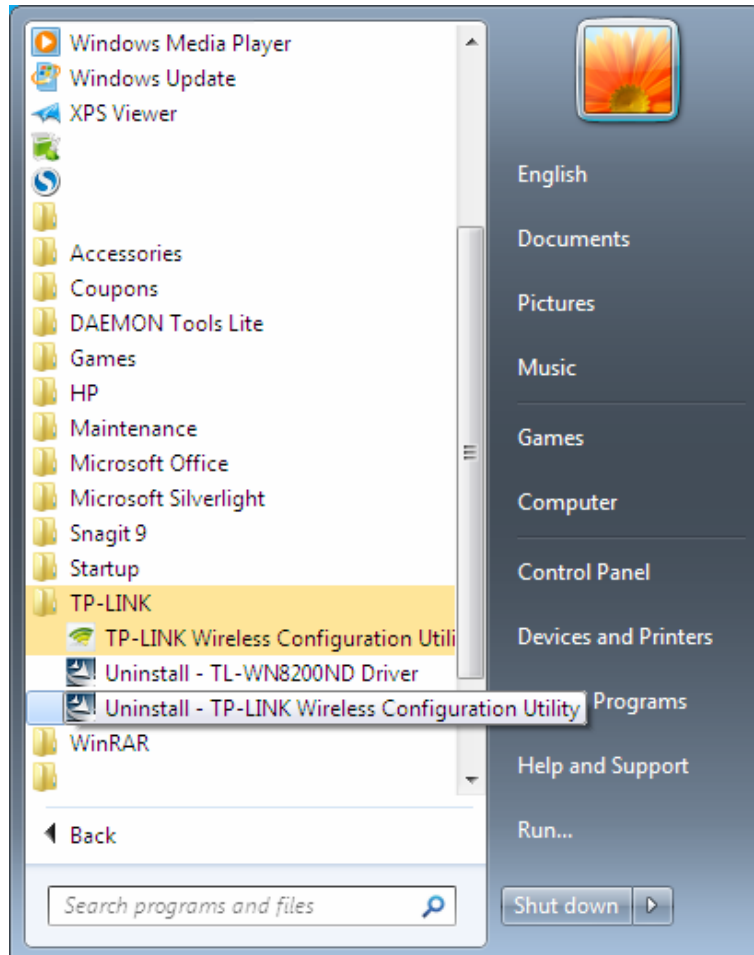 Windows Media Player
Windows Update
XPS Viewer
Accessories
Coupons
DAEMON Tools Lite
Games
HP
Maintenance
Microsoft Office
Microsoft Silverlight
Snagit 9
Startup
TP-LINK
TP-LINK Wireless Configuration Utili
Uninstall - TL-WN8200ND Driver
Uninstall - TP-LINK Wireless Configuration Utility
WinRAR
Back
Search programs and files
English
Documents
Pictures
Music
Games
Computer
Control Panel
Devices and Printers
Programs
Help and Support
Run...
Shut down